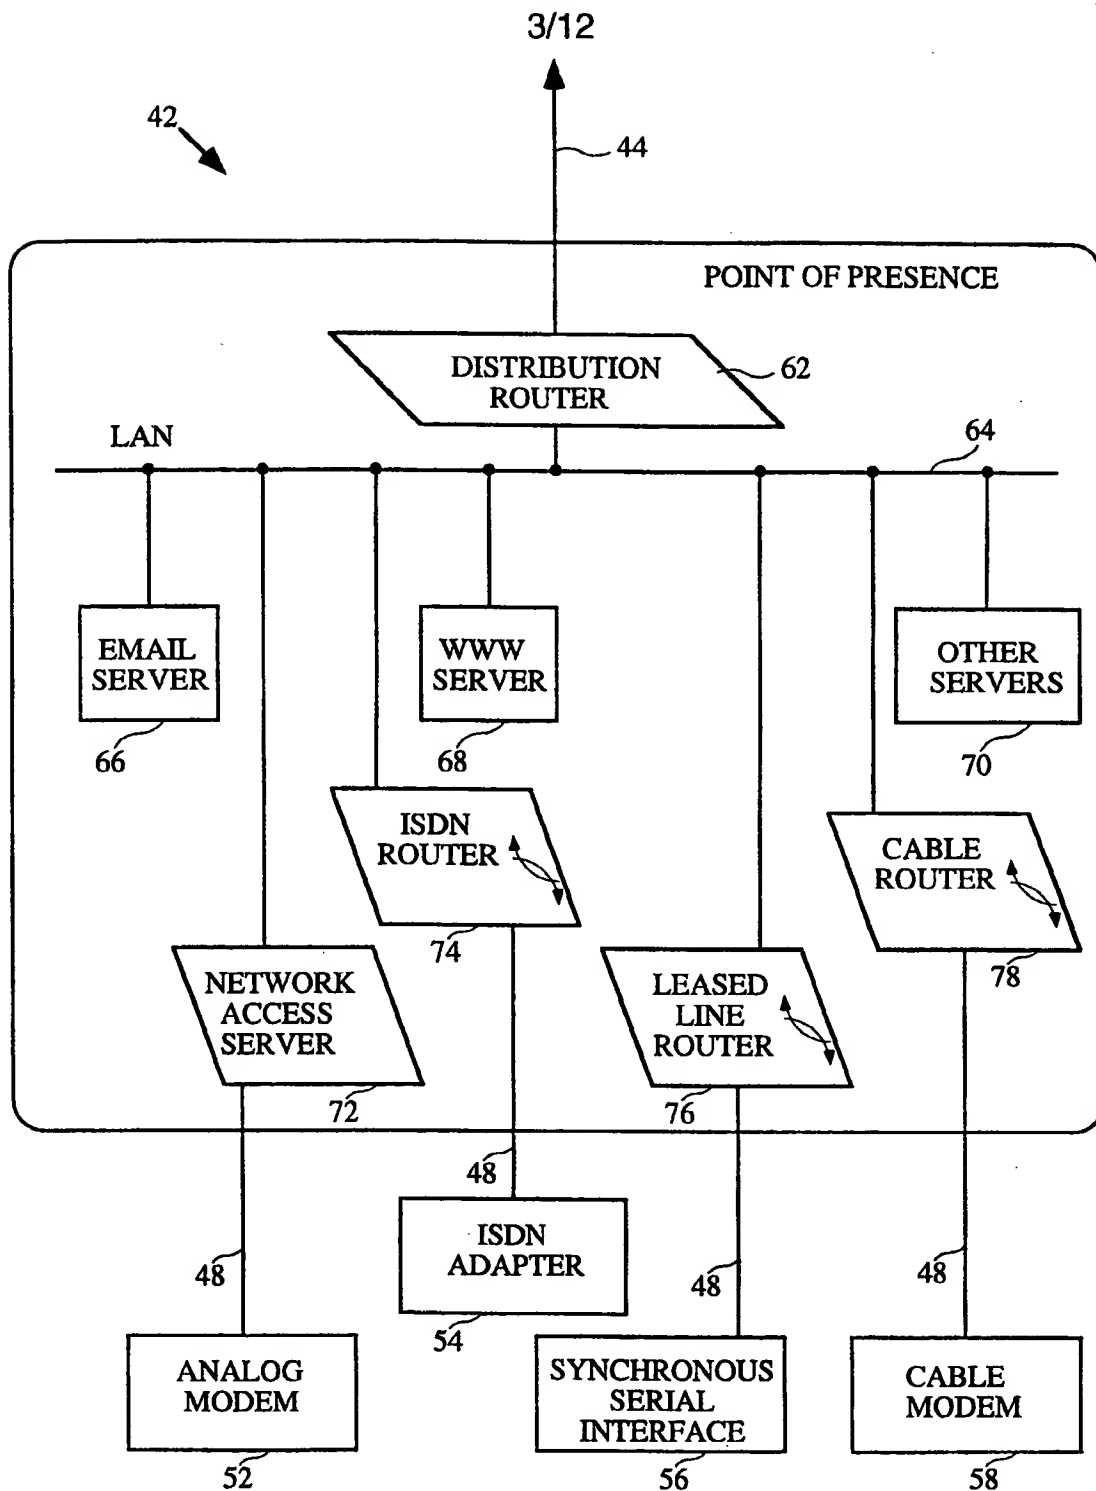 3/12
42
44
POINT OF PRESENCE
DISTRIBUTION
ROUTER
62
LAN
64
EMAIL
SERVER
66
WWW
SERVER
68
OTHER
SERVERS
70
ISDN
ROUTER
74
CABLE
ROUTER
78
NETWORK
ACCESS
SERVER
72
LEASED
LINE
ROUTER
76
48
ISDN
ADAPTER
54
48
48
48
ANALOG
MODEM
52
SYNCHRONOUS
SERIAL
INTERFACE
56
CABLE
MODEM
58